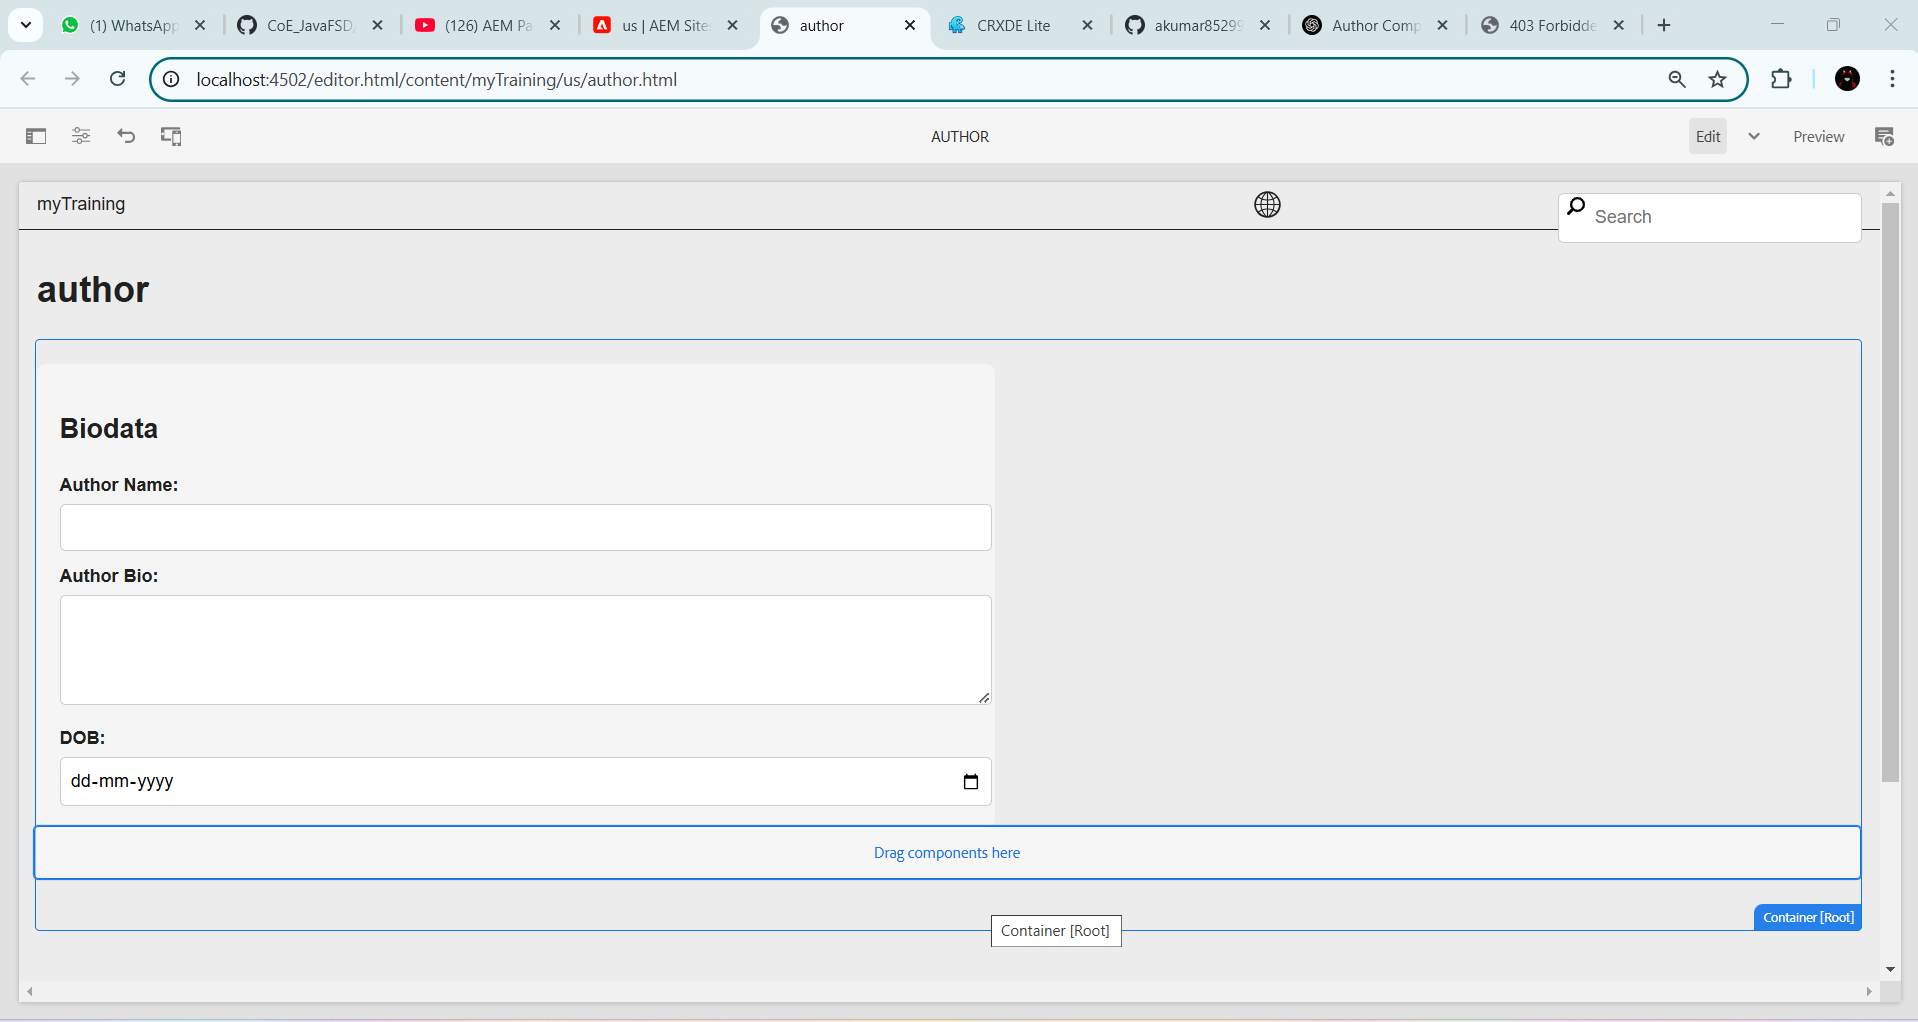 (1) WhatsApp
CoE_JavaFSD
(126) AEM Pa
us | AEM Site
author
CRXDE Lite
akumar85299
Author Comp
403 Forbidde
localhost:4502/editor.html/content/myTraining/us/author.html
AUTHOR
Edit
Preview
myTraining
Search
author
Biodata
Author Name:
Author Bio:
DOB:
dd-mm-yyyy
Drag components here
Container [Root]
Container [Root]